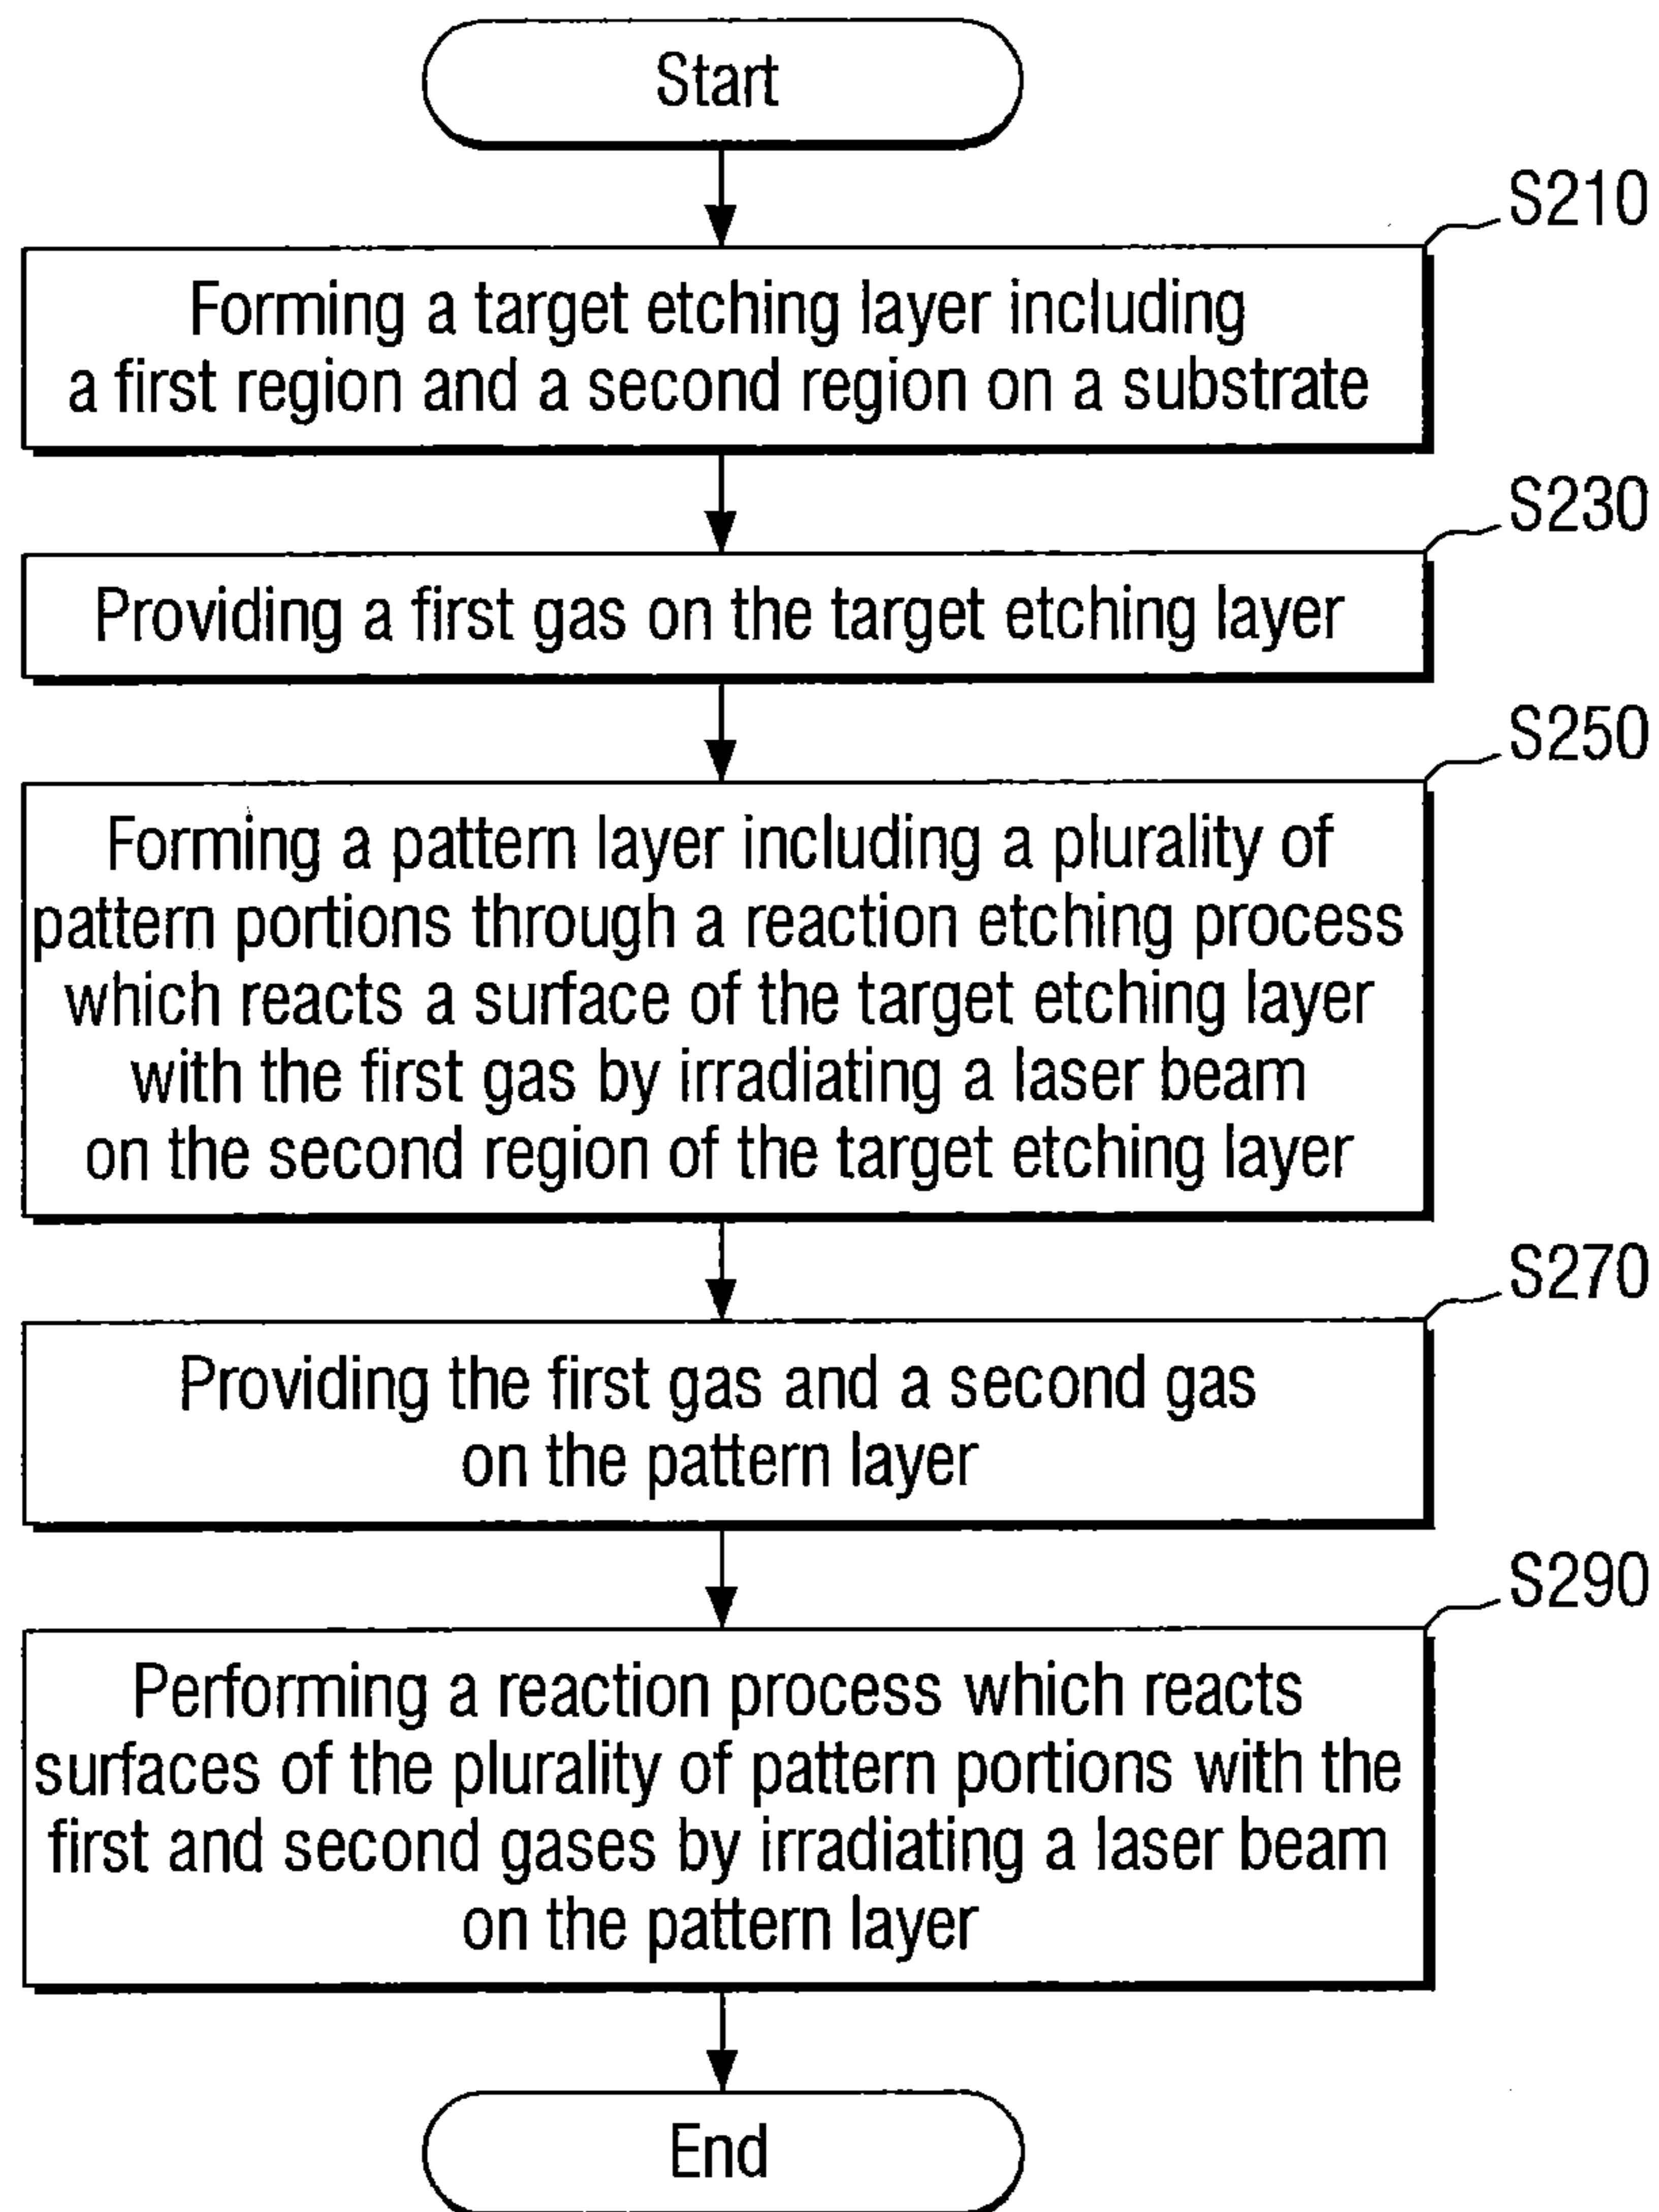 Start
S210
Forming a target etching layer including
a first region and a second region on a substrate
S230
Providing a first gas on the target etching layer
S250
Forming a pattern layer including a plurality of
pattern portions through a reaction etching process
which reacts a surface of the target etching layer
with the first gas by irradiating a laser beam
on the second region of the target etching layer
S270
Providing the first gas and a second gas
on the pattern layer
S290
Performing a reaction process which reacts
surfaces of the plurality of pattern portions with the
first and second gases by irradiating a laser beam
on the pattern layer
End